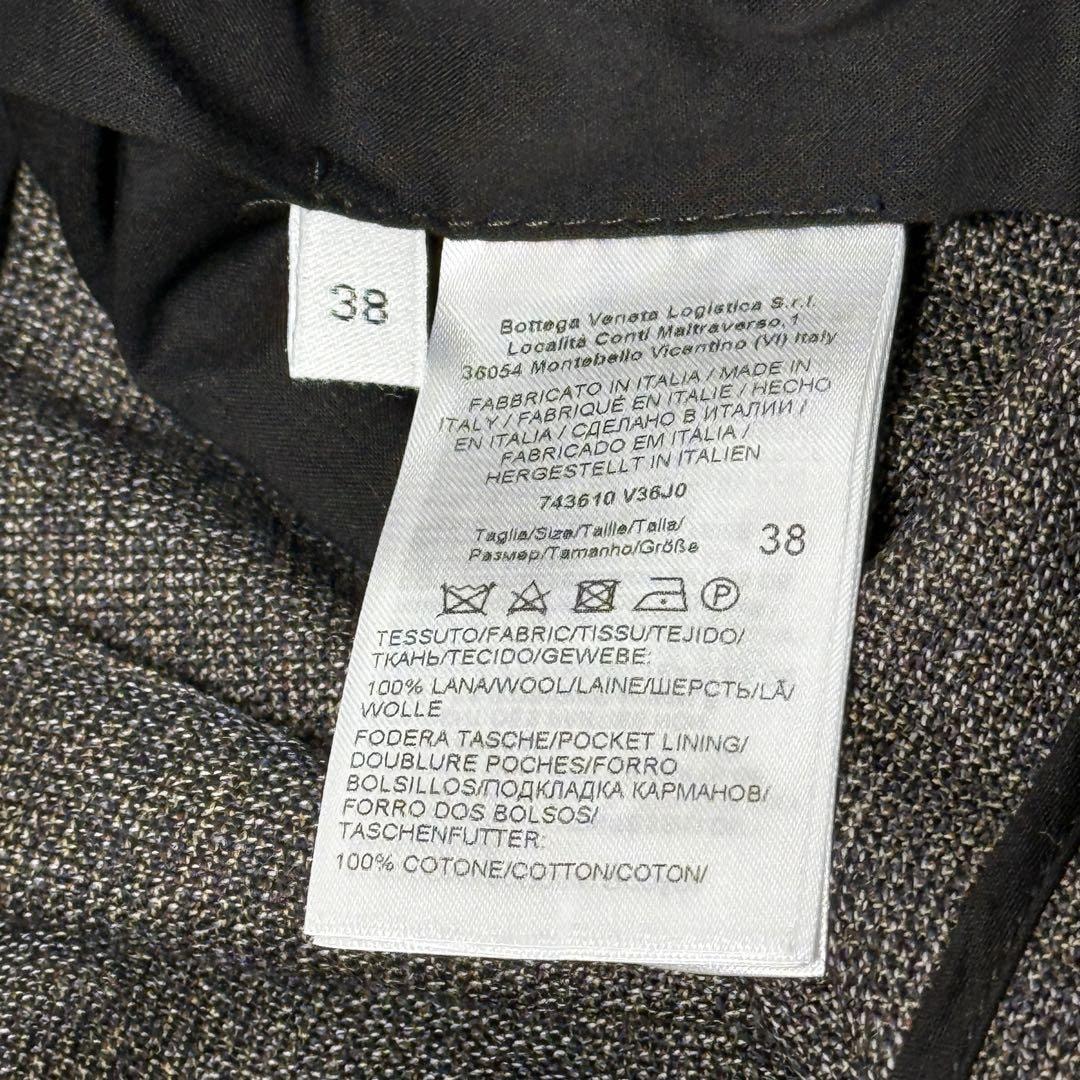 38
Bottega Veneta Logistica S.r.l.
Località Conti Maltraverso, 1
36054 Montebello Vicentino (VI) Italy
FABBRICATO IN ITALIA / MADE IN
ITALY / FABRIQUÉ EN ITALIE / HECHO
EN ITALIA / СДЕЛАНО В ИТАЛИИ /
FABRICADO EM ITALIA /
HERGESTELLT IN ITALIEN
743610 V36J0
Taglia/Size/Taille/Talla/
Размер/Tamanho/Größe
38
P
TESSUTO/FABRIC/TISSU/TEJIDO/
ТКАНЬ/TECIDO/GEWEBE:
100% LANA/WOOL/LAINE/ШЕРСТЬ/LÃ/
WOLLE
FODERA TASCHE/POCKET LINING/
DOUBLURE POCHES/FORRO
BOLSILLOS/ПОДКЛАДКА КАРМАНОВ/
FORRO DOS BOLSOS/
TASCHENFUTTER:
100% COTONE/COTTON/COTON/